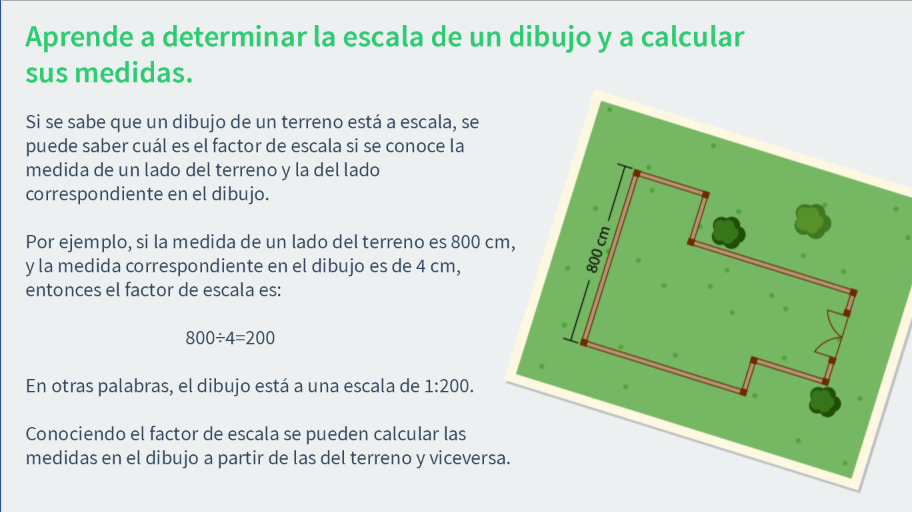 Aprende a determinar la escala de un dibujo y a calcular
sus medidas.
Si se sabe que un dibujo de un terreno está a escala, se
puede saber cuál es el factor de escala si se conoce la
medida de un lado del terreno y la del lado
correspondiente en el dibujo.
Por ejemplo, si la medida de un lado del terreno es 800 cm,
y la medida correspondiente en el dibujo es de 4 cm,
entonces el factor de escala es:
800÷4=200
En otras palabras, el dibujo está a una escala de 1:200.
Conociendo el factor de escala se pueden calcular las
medidas en el dibujo a partir de las del terreno y viceversa.
800 cm